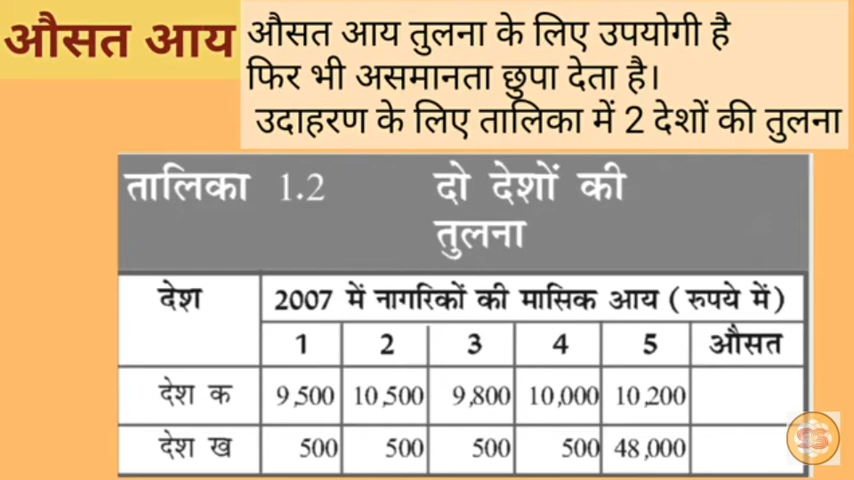 औसत आय
औसत आय तुलना के लिए उपयोगी है
फिर भी असमानता छुपा देता है।
उदाहरण के लिए तालिका में 2 देशों की तुलना
तालिका 1.2 दो देशों की
तुलना
देश 2007 में नागरिकों की मासिक आय (रुपये में)
1 2 3 4 5 औसत
देश क 9,500 10,500 9,800 10,000 10,200
देश ख 500 500 500 500 48,000